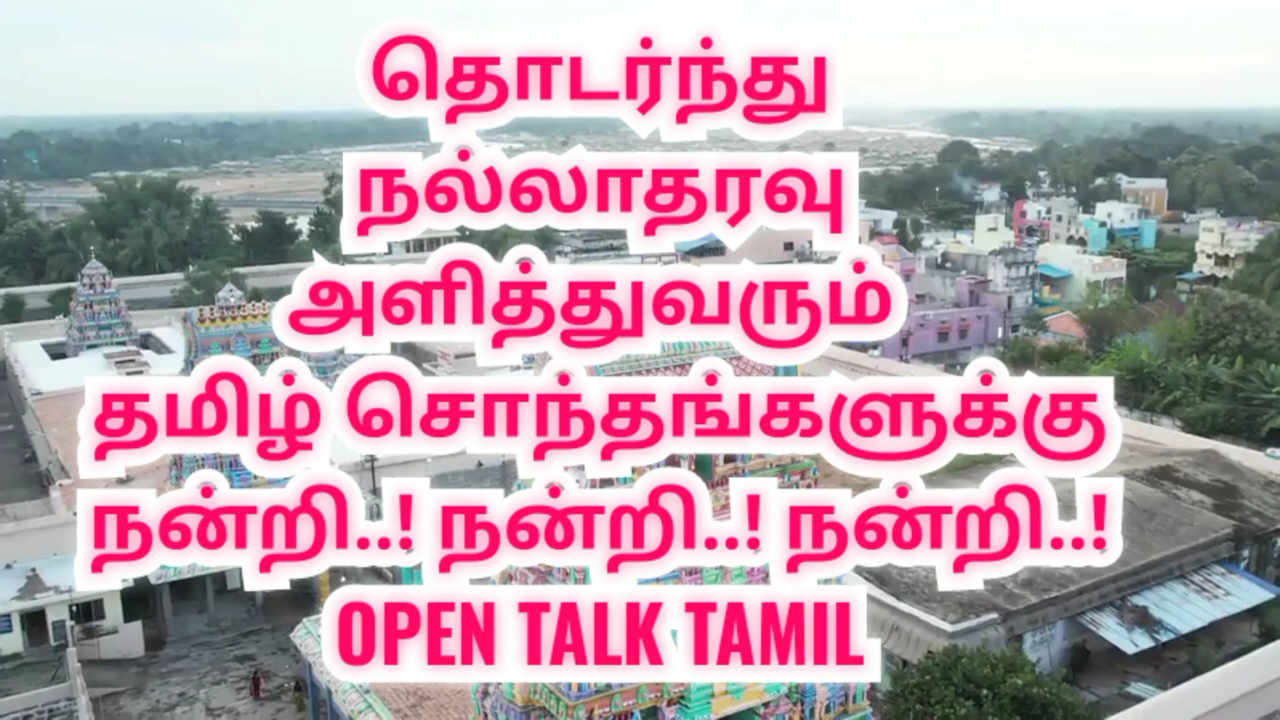 தொடர்ந்து
நல்லாதரவு
அளித்துவரும்
தமிழ் சொந்தங்களுக்கு
நன்றி..! நன்றி..! நன்றி..!
OPEN TALK TAMIL